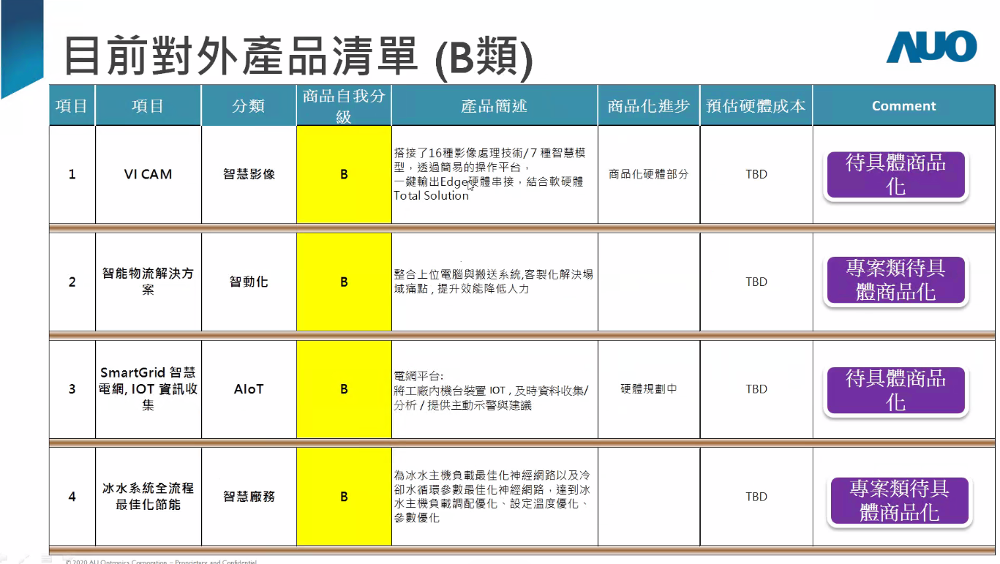 目前對外產品清單 (B類)
AUO
項目
項目
分類
商品自我分
級
產品簡述
商品化進步
預估硬體成本
Comment
1
VI CAM
智慧影像
B
搭接了16種影像處理技術/７種智慧模
型，透過簡易的操作平台，
一鍵輸出Edge硬體串接，結合軟硬體
Total Solution
商品化硬體部分
TBD
待具體商品
化
2
智能物流解決方
案
智動化
B
整合上位電腦與搬送系統,客製化解決場
域痛點 , 提升效能降低人力
TBD
專案類待具
體商品化
3
SmartGrid 智慧
電網, IOT 資訊收
集
AIoT
B
電網平台:
將工廠內機台裝置 IOT , 及時資料收集/
分析 / 提供主動示警與建議
硬體規劃中
TBD
待具體商品
化
4
冰水系統全流程
最佳化節能
智慧廠務
B
為冰水主機負載最佳化神經網路以及冷
卻水循環參數最佳化神經網路，達到冰
水主機負載調配優化、設定溫度優化、
參數優化
TBD
專案類待具
體商品化
© 2020 AU Optronics Corporation – Proprietary and Confidential